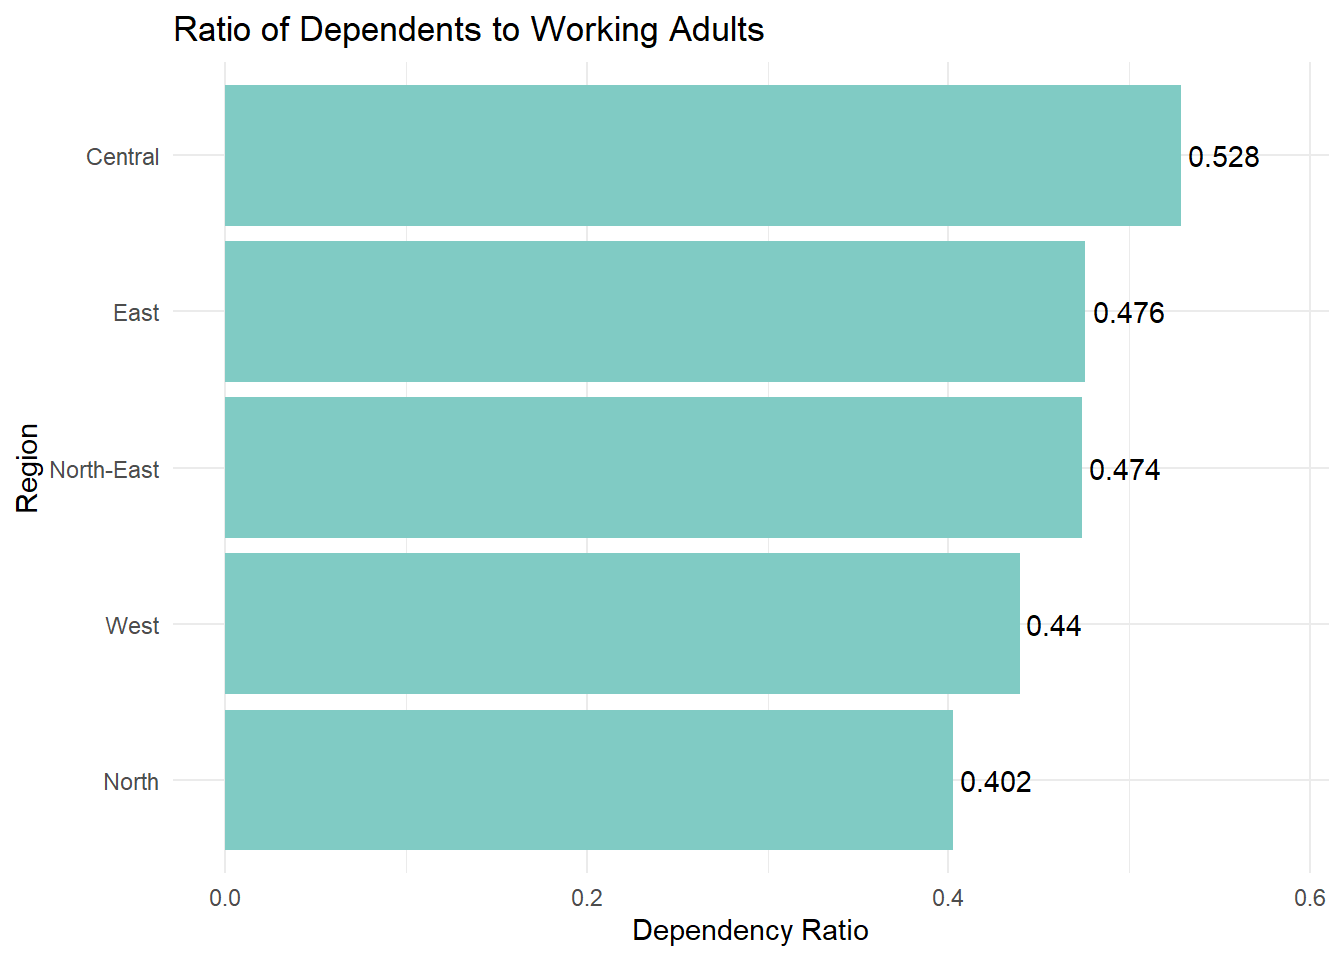 Ratio of Dependents to Working Adults
Central
0.528
East
0.476
North-East
0.474
West
0.44
North
0.402
Region
0.0 0.2 0.4 0.6
Dependency Ratio